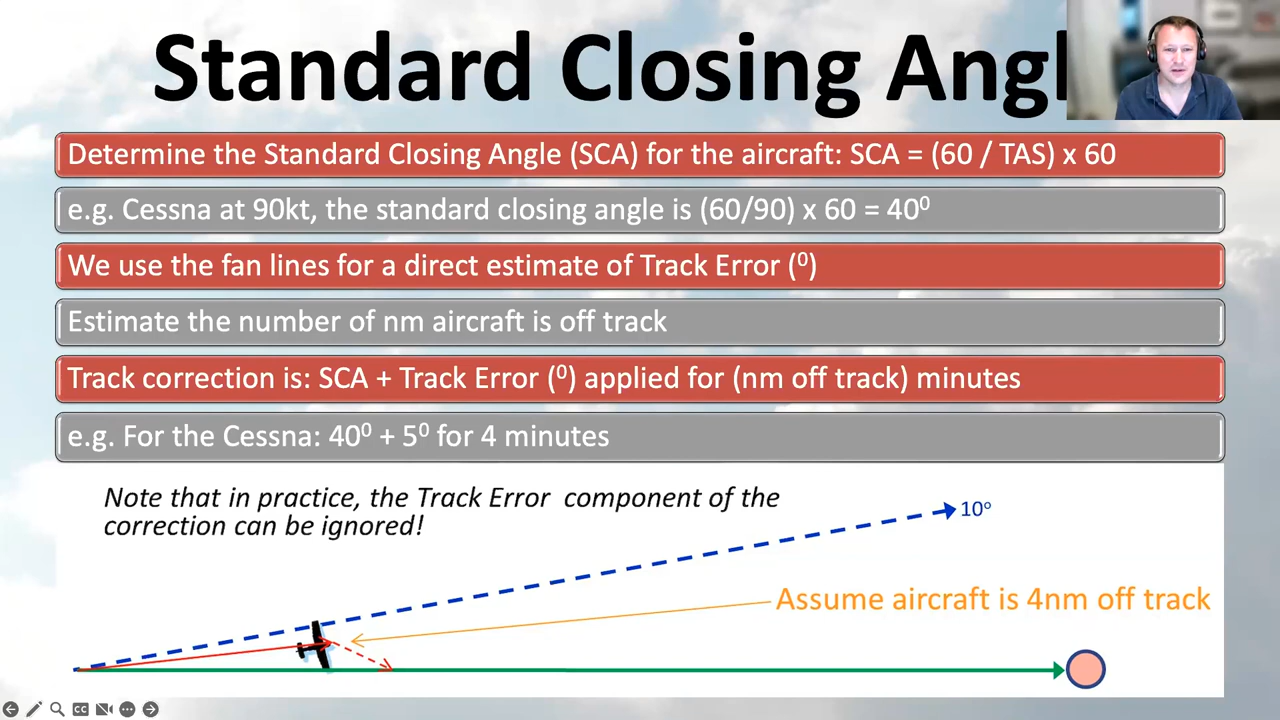 Standard Closing Angl
Determine the Standard Closing Angle (SCA) for the aircraft: SCA = (60 / TAS) x 60
e.g. Cessna at 90kt, the standard closing angle is (60/90) x 60 = 40⁰
We use the fan lines for a direct estimate of Track Error (⁰)
Estimate the number of nm aircraft is off track
Track correction is: SCA + Track Error (⁰) applied for (nm off track) minutes
e.g. For the Cessna: 40⁰ + 5⁰ for 4 minutes
Note that in practice, the Track Error component of the
correction can be ignored!
10º
Assume aircraft is 4nm off track
CC